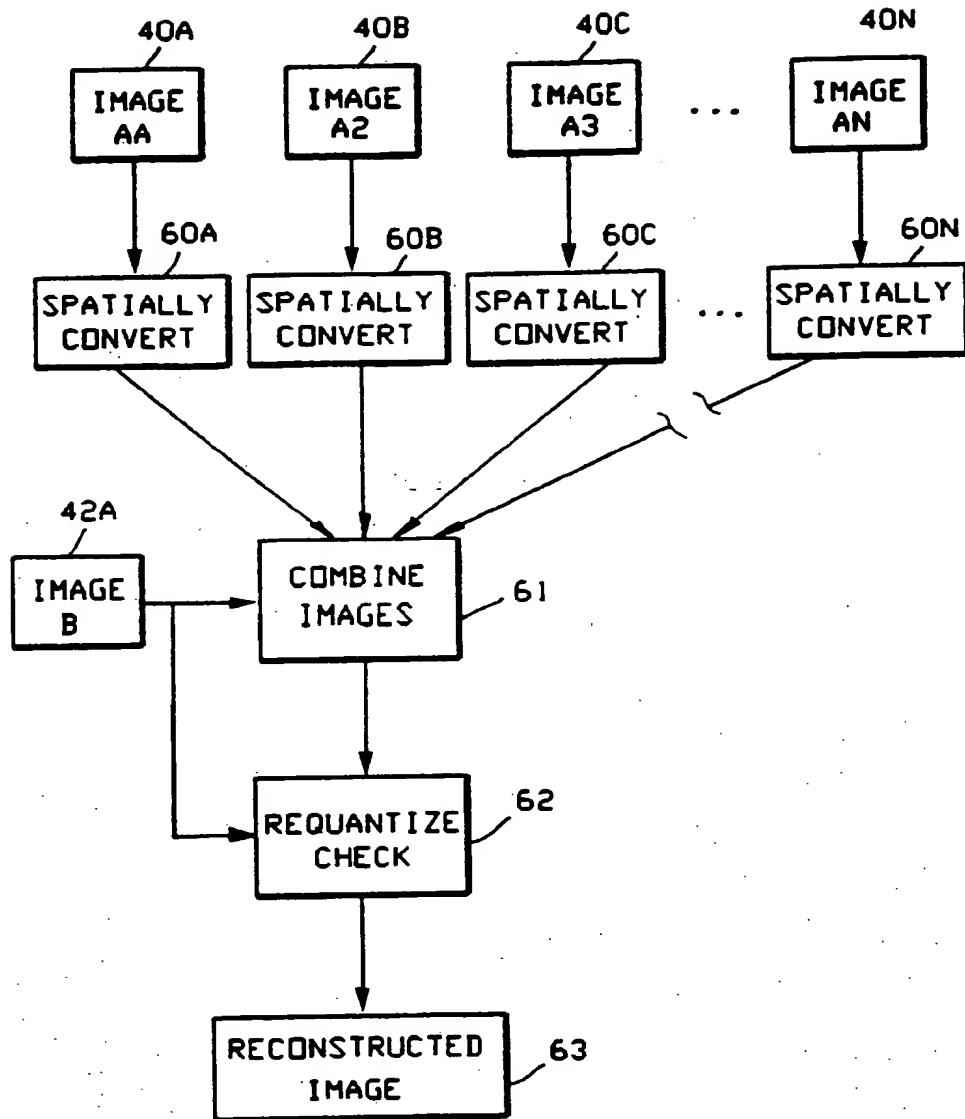 40A 40B 40C 40N
IMAGE AA IMAGE A2 IMAGE A3 ... IMAGE AN
60A 60B 60C 60N
SPATIALLY CONVERT SPATIALLY CONVERT SPATIALLY CONVERT ... SPATIALLY CONVERT
42A
IMAGE B
COMBINE IMAGES
61
REQUANTIZE CHECK
62
RECONSTRUCTED IMAGE
63